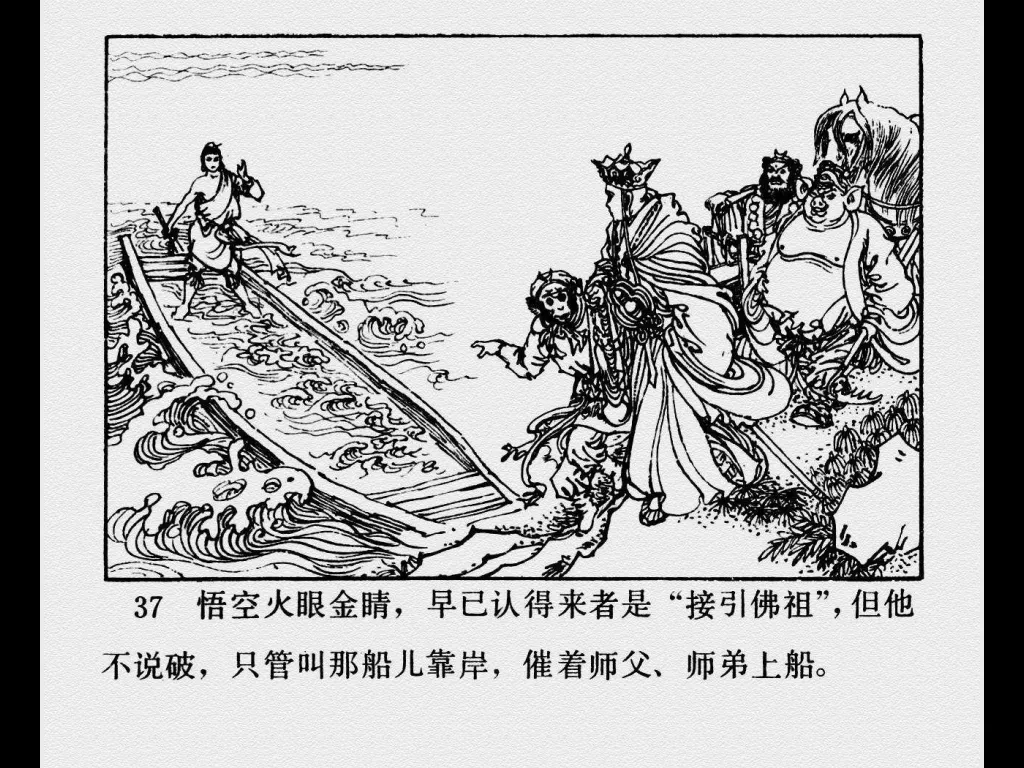 37 悟空火眼金睛，早已认得来者是“接引佛祖”，但他
不说破，只管叫那船儿靠岸，催着师父、师弟上船。